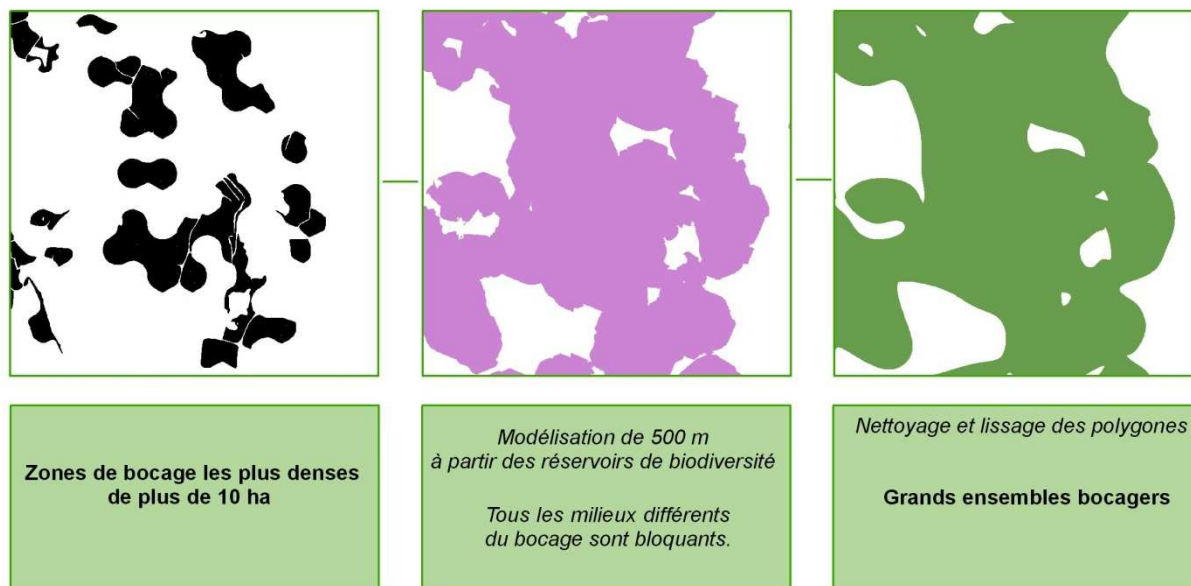 Zones de bocage les plus denses
de plus de 10 ha
Modélisation de 500 m
à partir des réservoirs de biodiversité
Tous les milieux différents
du bocage sont bloquants.
Nettoyage et lissage des polygones
Grands ensembles bocagers